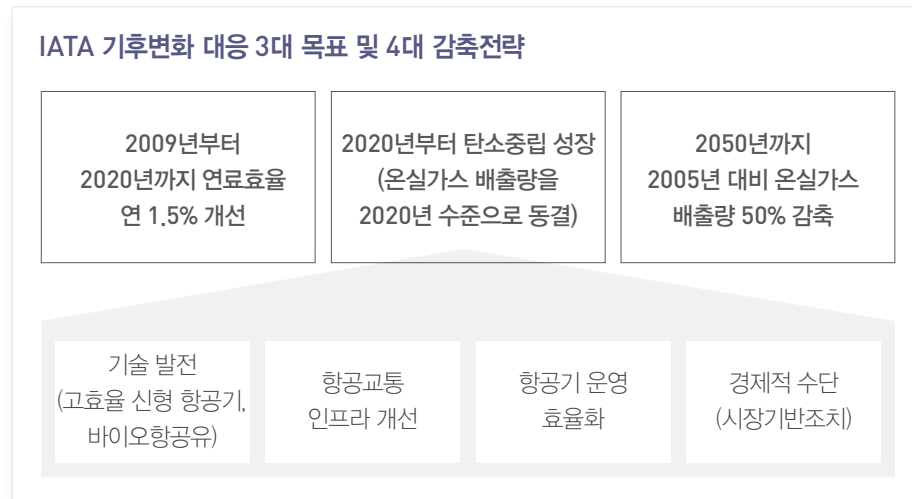 IATA 기후변화 대응 3대 목표 및 4대 감축전략
2009년부터
2020년까지 연료효율
연 1.5% 개선
2020년부터 탄소중립 성장
(온실가스 배출량을
2020년 수준으로 동결)
2050년까지
2005년 대비 온실가스
배출량 50% 감축
기술 발전
(고효율 신형 항공기,
바이오항공유)
항공교통
인프라 개선
항공기 운영
효율화
경제적 수단
(시장기반조치)